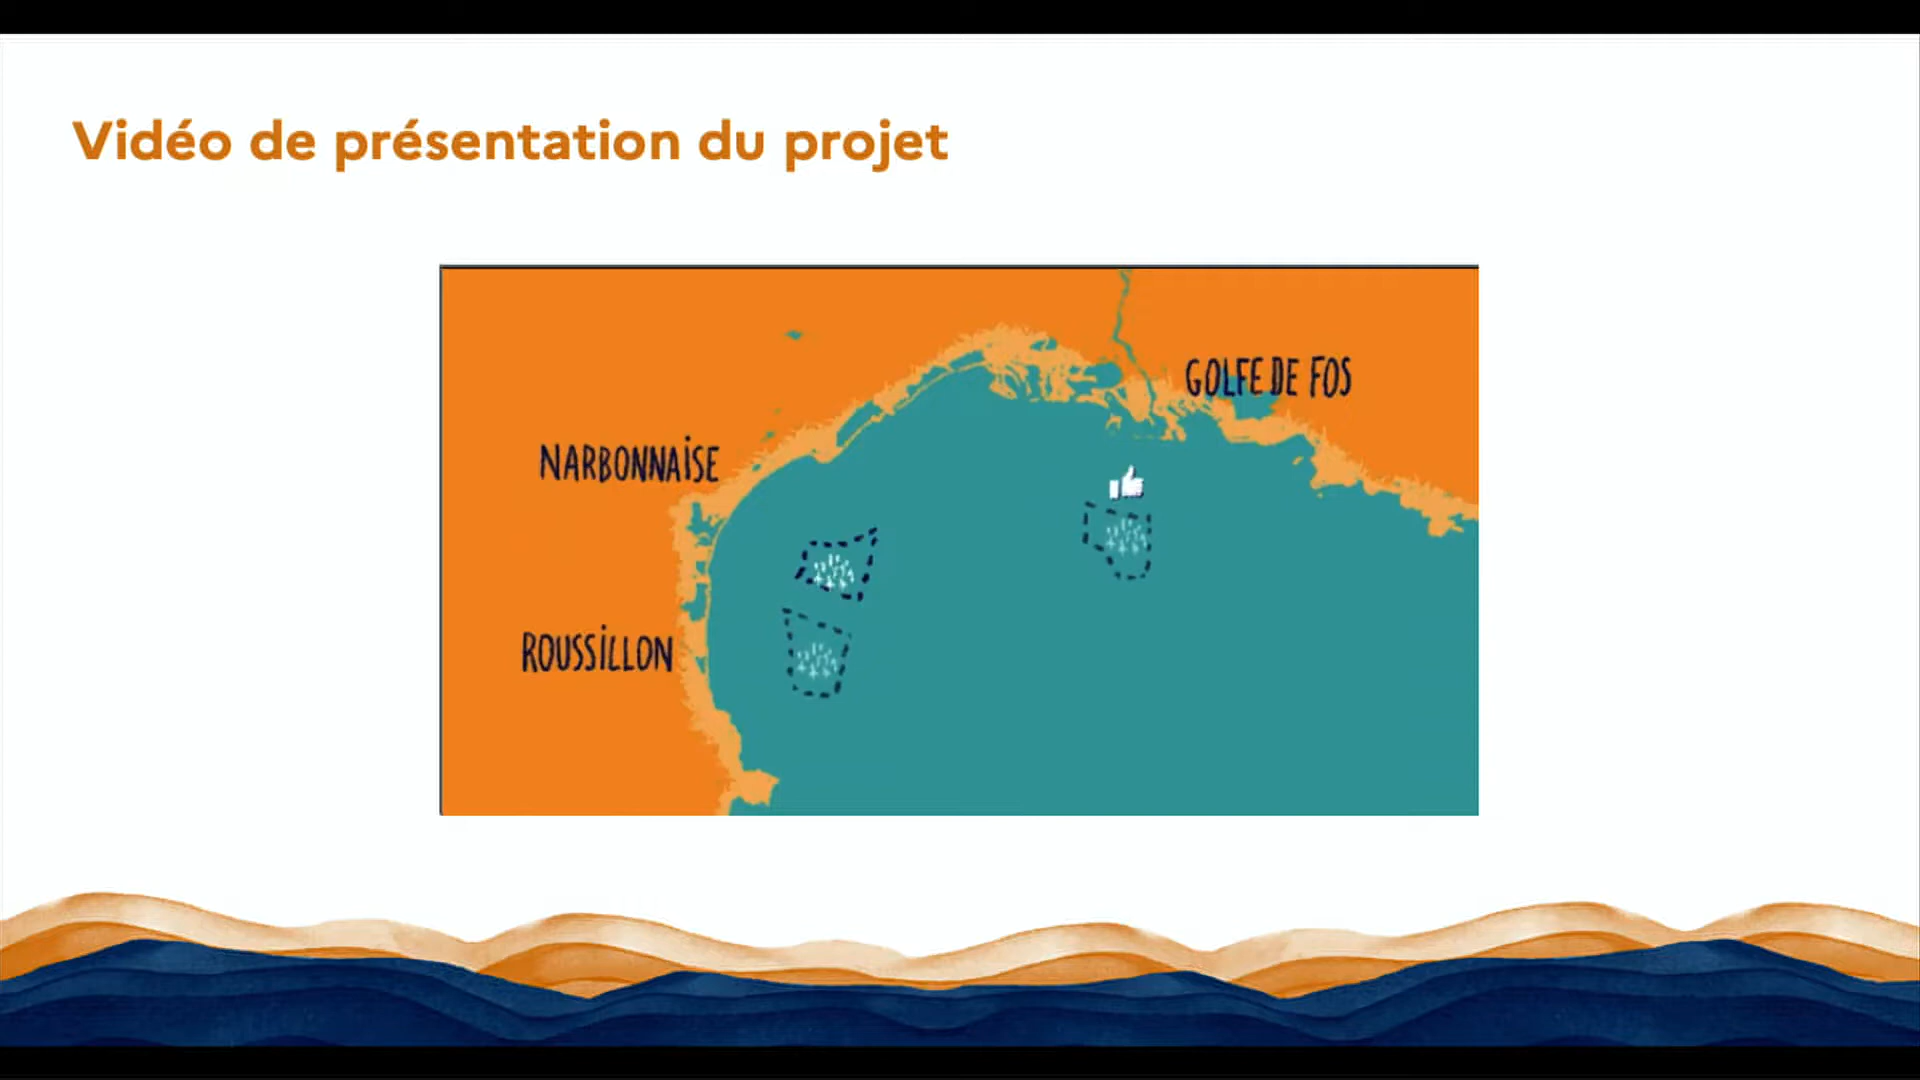 Vidéo de présentation du projet
GOLFE DE FOS
NARBONNAISE
ROUSSILLON